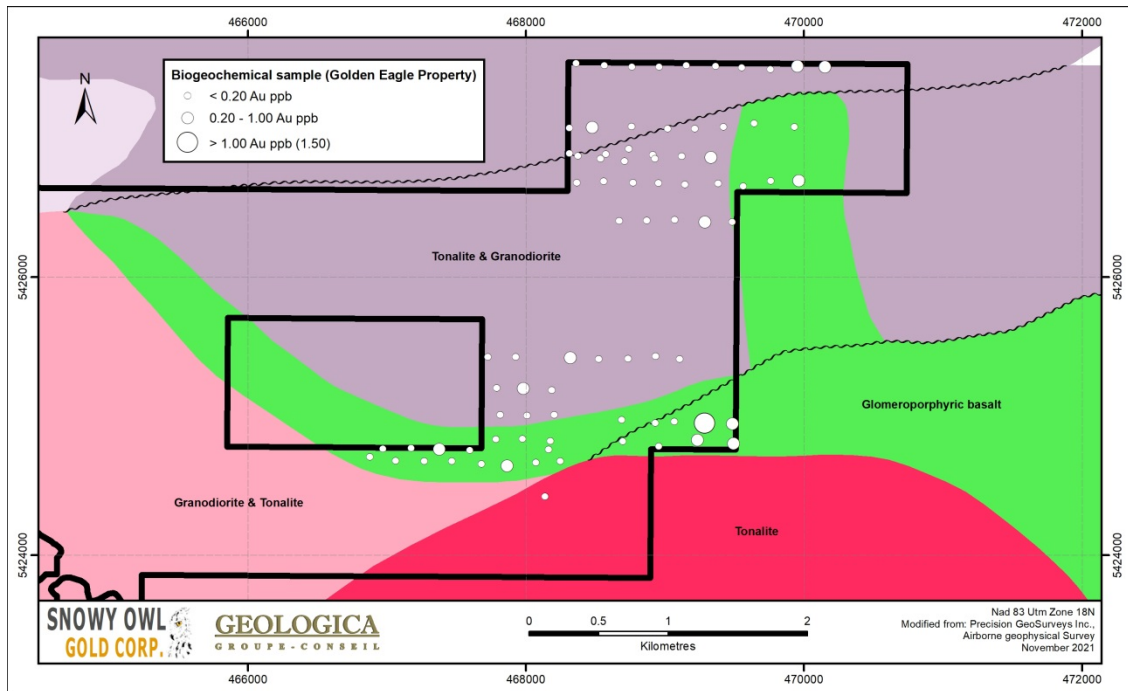 466000
468000
470000
472000
Biogeochemical sample (Golden Eagle Property)
< 0.20 Au ppb
0.20 - 1.00 Au ppb
> 1.00 Au ppb (1.50)
N
5426000
5426000
Tonalite & Granodiorite
Glomeroporphyric basalt
Granodiorite & Tonalite
Tonalite
5424000
5424000
SNOWY OWL
GOLD CORP.
GEOLOGICA
GROUPE-CONSEIL
0 0.5 1 2
Kilometres
Nad 83 Utm Zone 18N
Modified from: Precision GeoSurveys Inc.,
Airborne geophysical Survey
November 2021
466000
468000
470000
472000